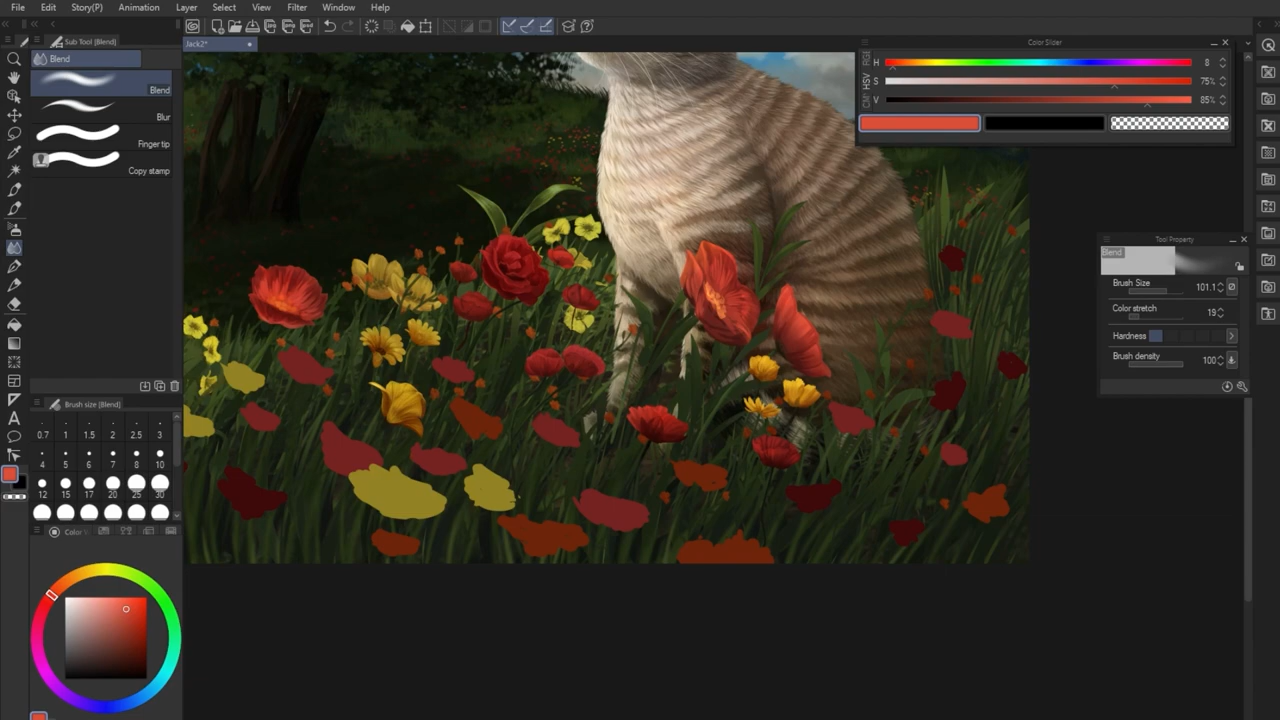 File Edit Story(P) Animation Layer Select View Filter Window Help
Sub Tool [Blend]
Jack2*
Color Slizer
Blend
H 8
Blend
S 75%
HSV
V 85%
Blur
Finger tip
Copy stamp
Tool Property
Blend
Brush Size 101.1
Color stretch 19
Hardness
Brush density 100
Brush size [Blend]
0.7 1 1.5 2 2.5 3
4 5 6 7 8 10
12 15 17 20 25 30
Color